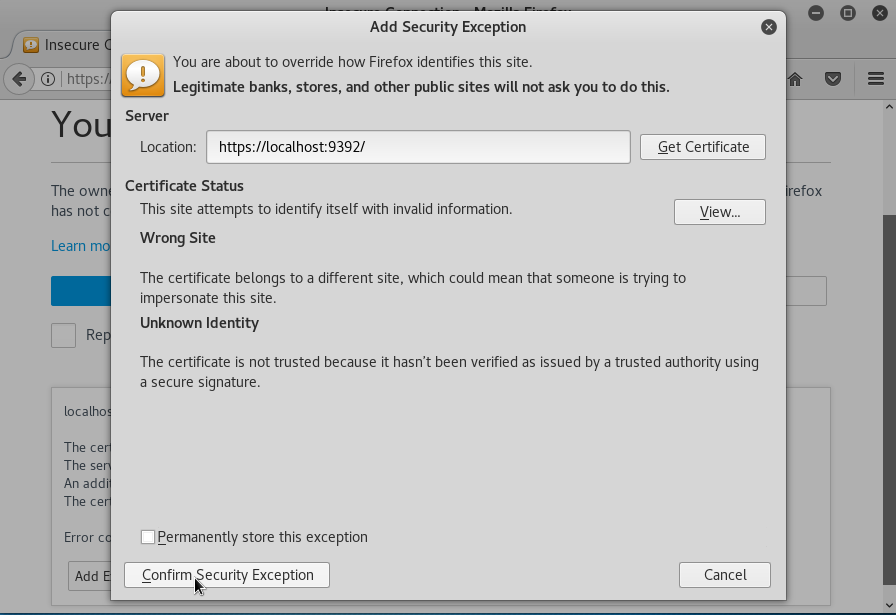 Add Security Exception
Insecure C
https:/
You are about to override how Firefox identifies this site.
Legitimate banks, stores, and other public sites will not ask you to do this.
Server
Location: https://localhost:9392/ Get Certificate
Certificate Status
This site attempts to identify itself with invalid information.
View...
Wrong Site
The certificate belongs to a different site, which could mean that someone is trying to
impersonate this site.
Unknown Identity
The certificate is not trusted because it hasn't been verified as issued by a trusted authority using
a secure signature.
Permanently store this exception
Confirm Security Exception Cancel
You
The owne
irefox
has not c
Learn mo
Rep
localhos
The cert
The serv
An addit
The cert
Error co
Add E